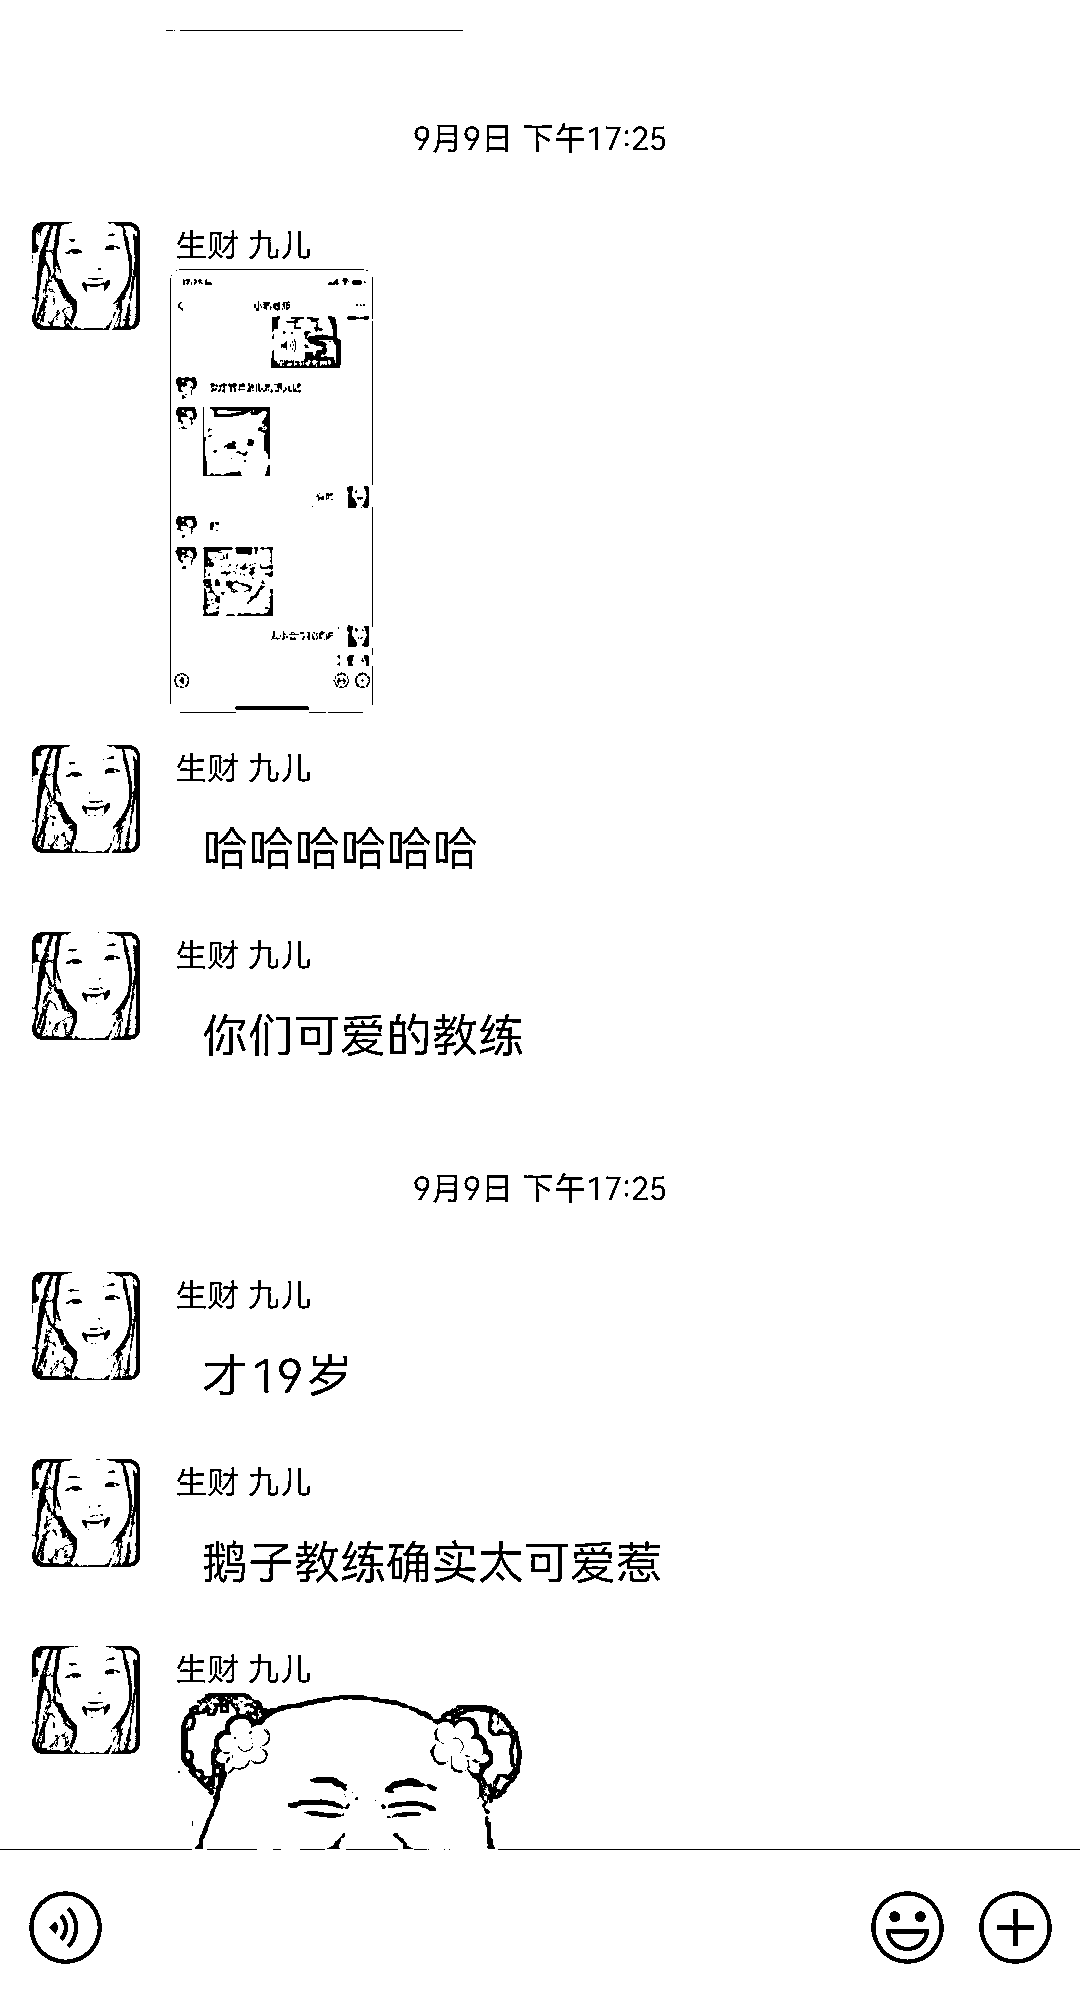 9月9日 下午17:25
生财 九儿
生财 九儿
哈哈哈哈哈哈
生财 九儿
你们可爱的教练
9月9日 下午17:25
生财 九儿
才19岁
生财 九儿
鹅子教练确实太可爱惹
生财 九儿